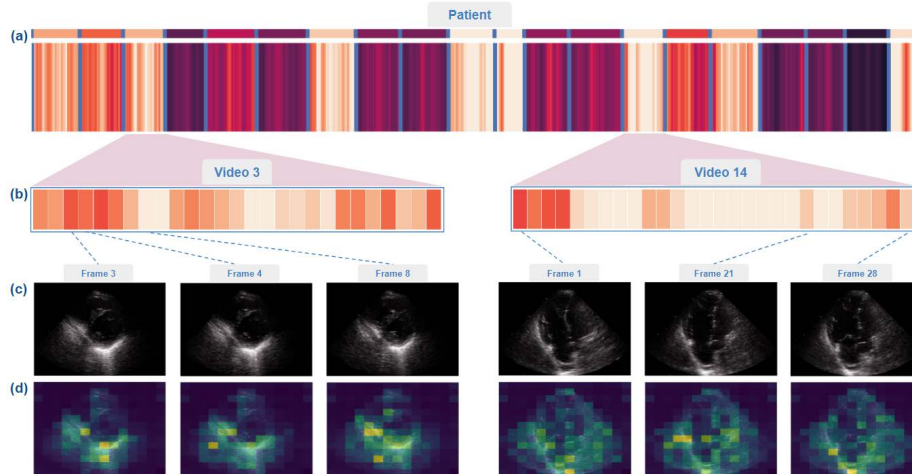 Patient
(a)
Video 3
Video 14
(b)
Frame 3
Frame 4
Frame 8
Frame 1
Frame 21
Frame 28
(c)
(d)